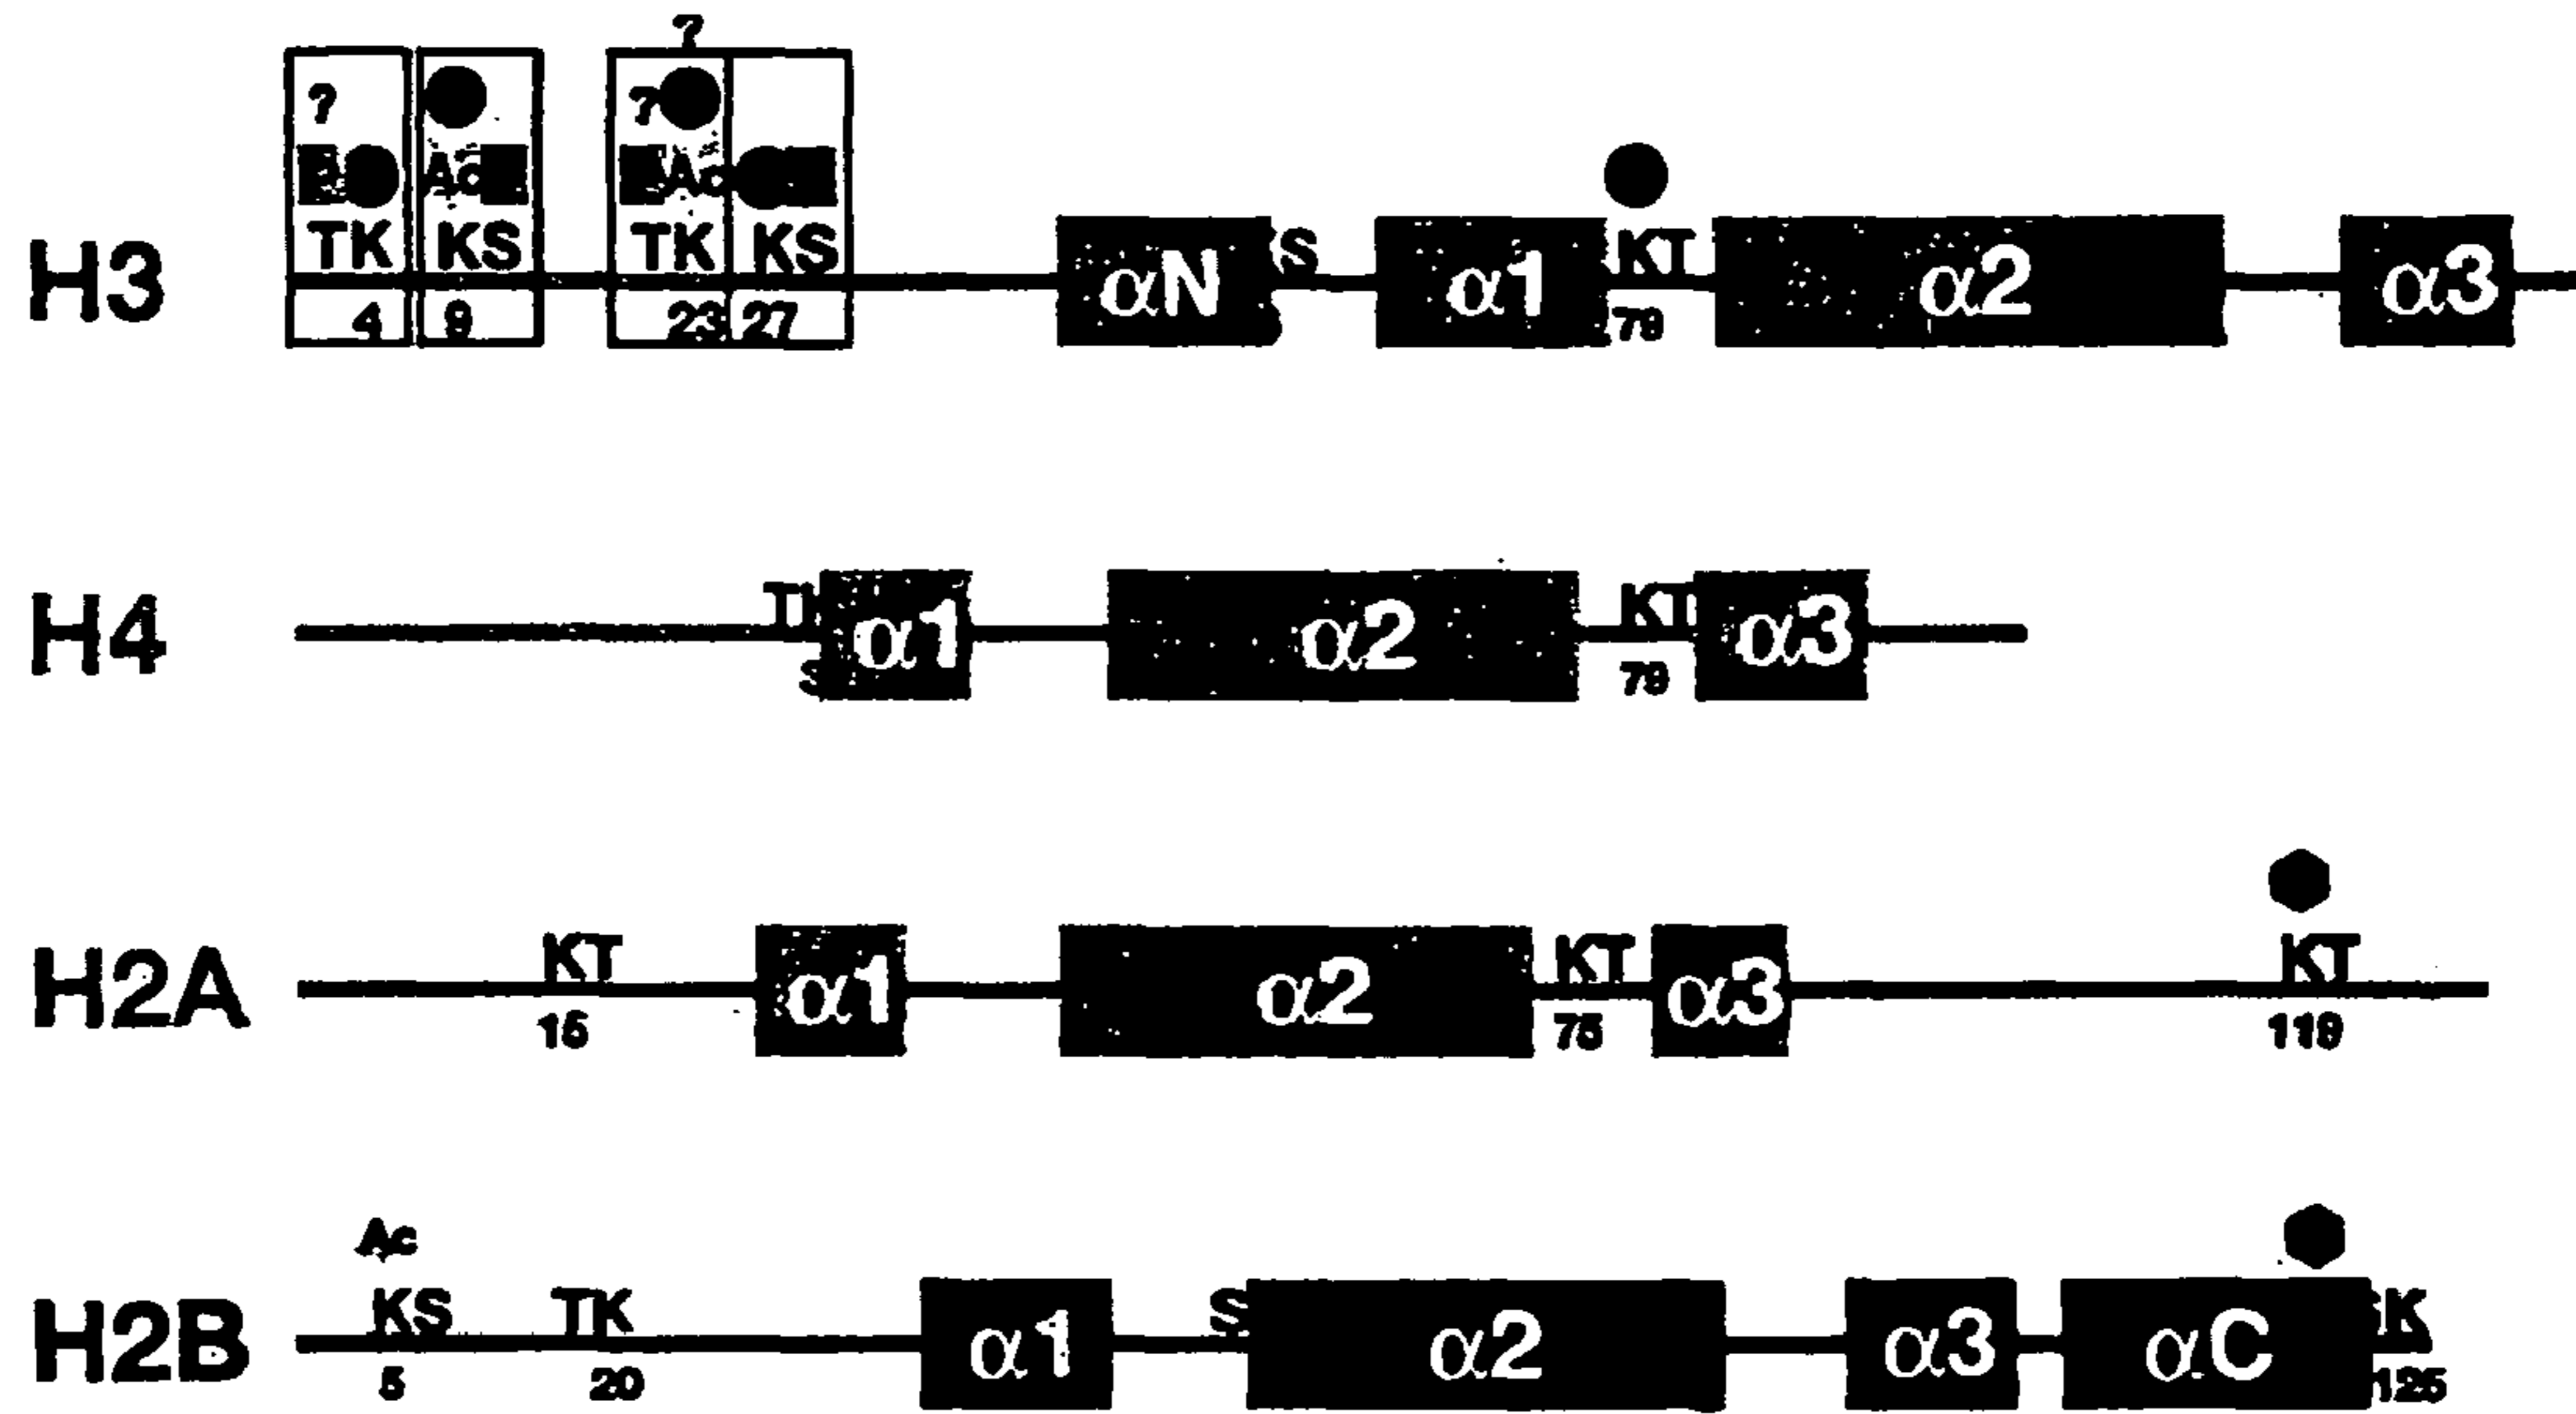 ?
? ?
Ac Ac
TK KS TK KS
H3 αN S α1 KT α2 α3
4 9 23 27 79
H4 α1 α2 KT α3
79
KT KT KT
H2A α1 α2 α3
15 75 119
Ac
KS TK S K
H2B α1 α2 α3 αC
5 20 125